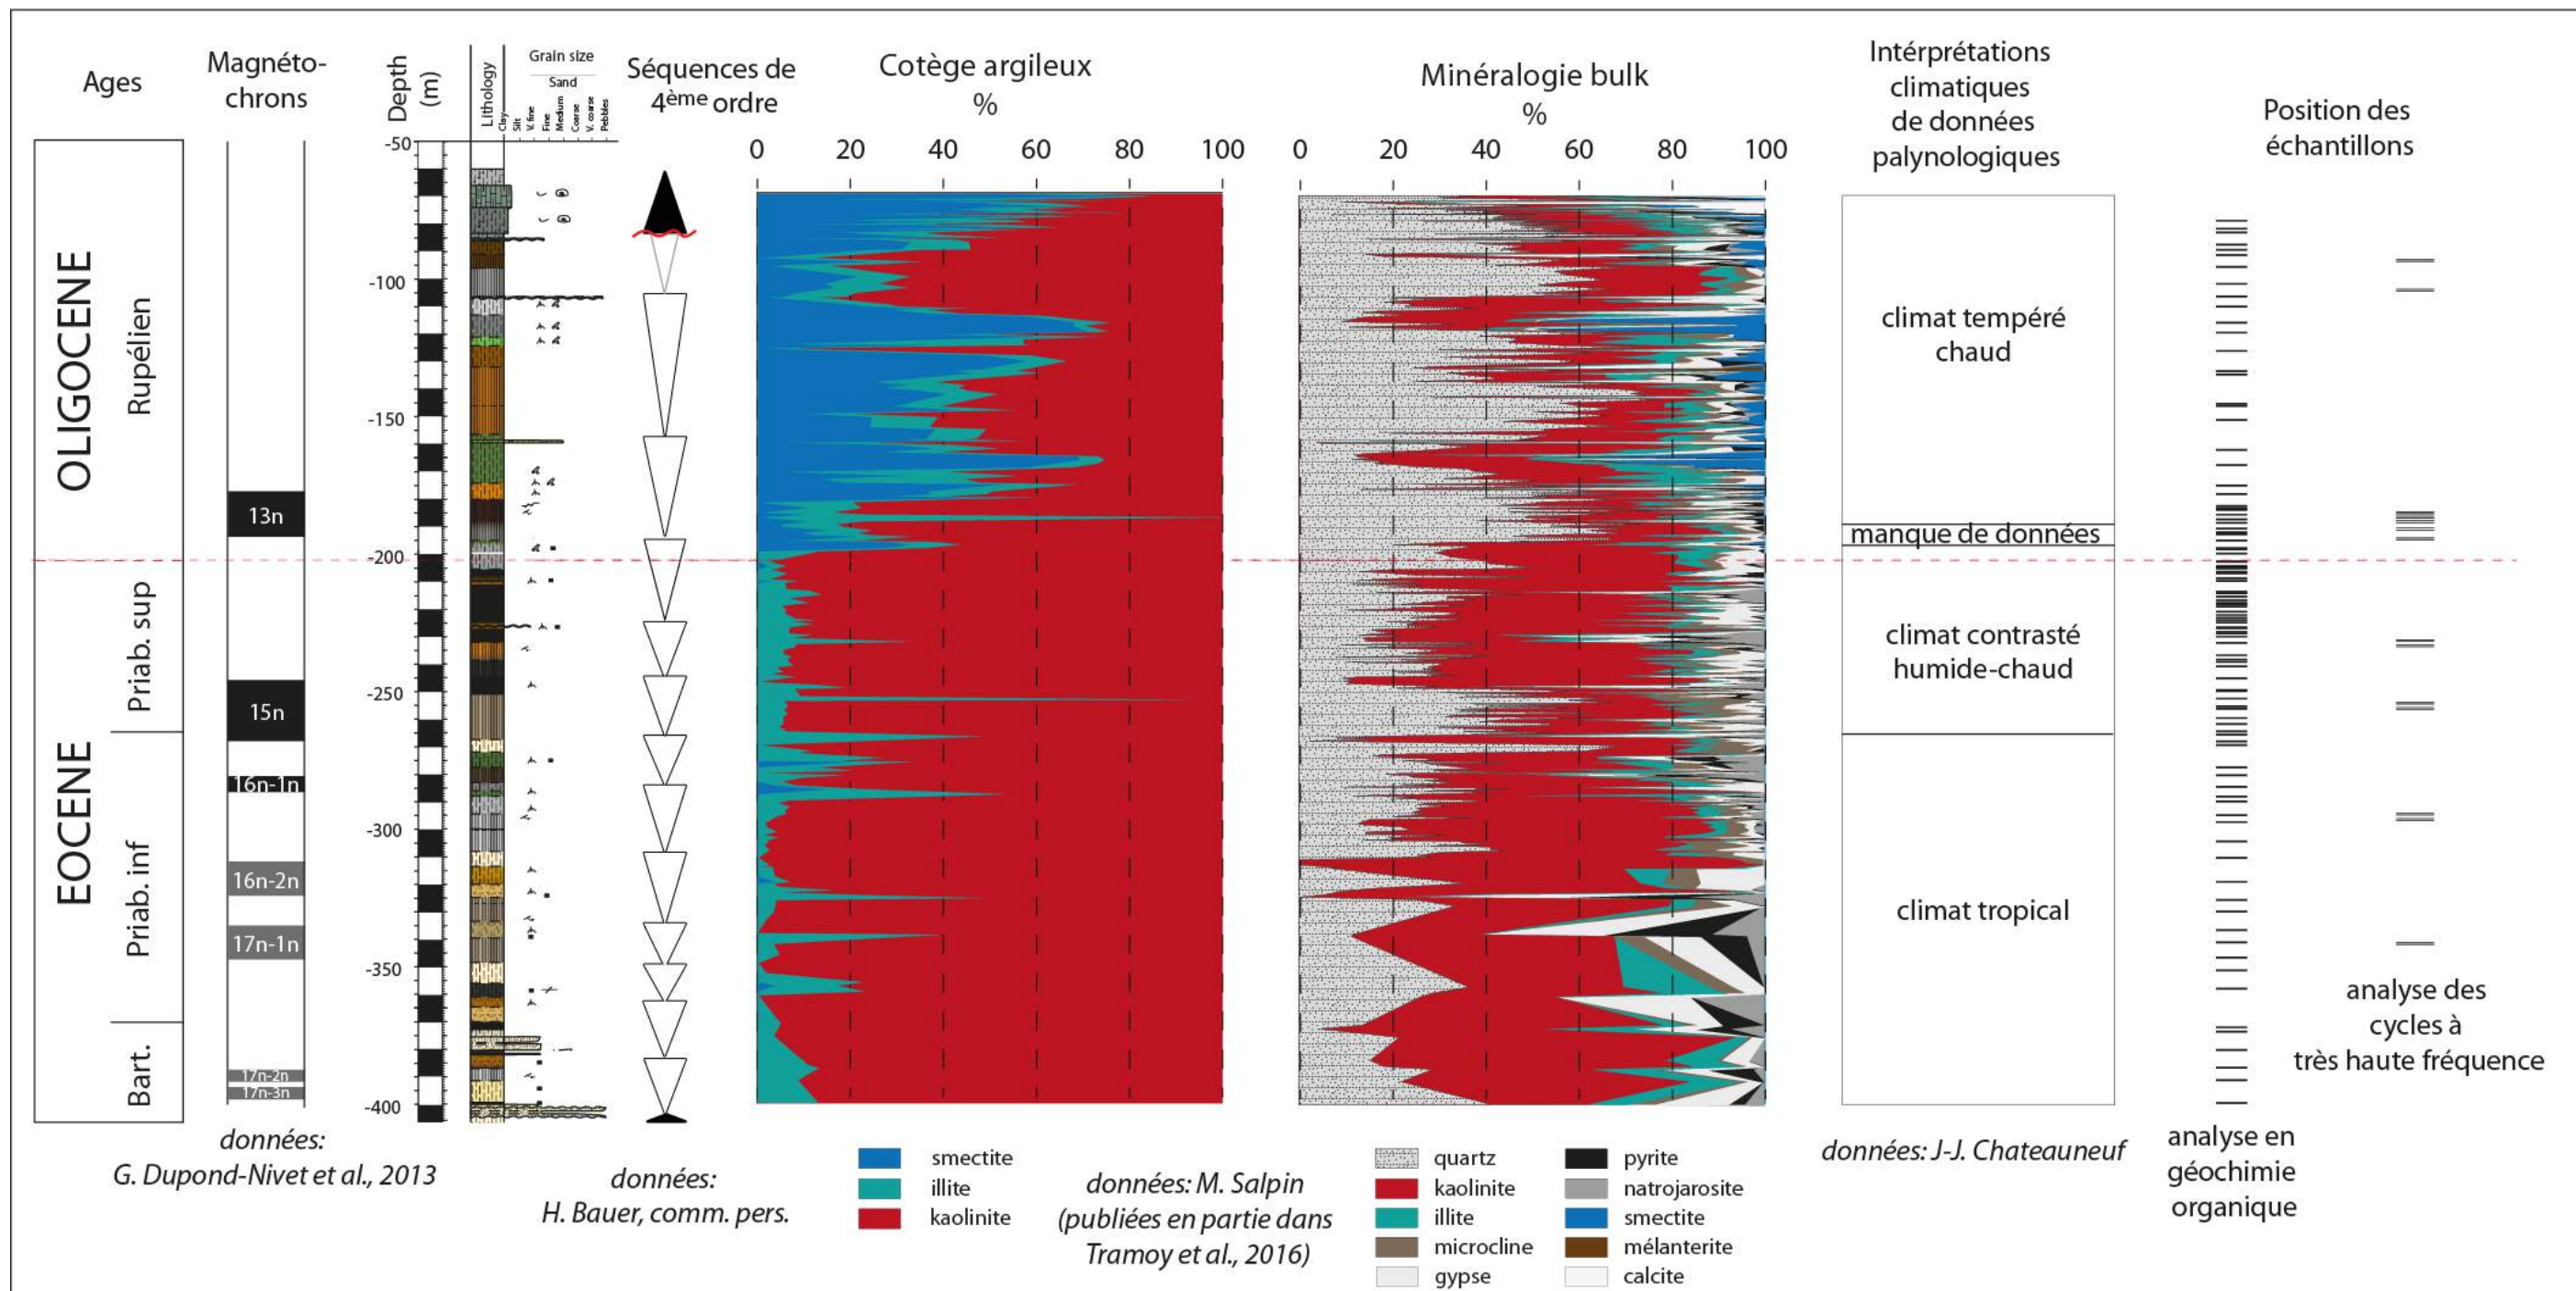 Ages
Magnéto-
chrons
Depth
(m)
Lithology
Grain size
Sand
Clay
Silt
V. fine
Fine
Medium
Coarse
V. coarse
Pebbles
Séquences de
4ème ordre
Cotège argileux
%
0 20 40 60 80 100
Minéralogie bulk
%
0 20 40 60 80 100
Intérprétations
climatiques
de données
palynologiques
Position des
échantillons
OLIGOCENE
Rupélien
EOCENE
Priab. sup
Priab. inf
Bart.
13n
15n
16n-1n
16n-2n
17n-1n
17n-2n
17n-3n
-50
-100
-150
-200
-250
-300
-350
-400
climat tempéré
chaud
manque de données
climat contrasté
humide-chaud
climat tropical
analyse des
cycles à
très haute fréquence
données:
G. Dupond-Nivet et al., 2013
données:
H. Bauer, comm. pers.
smectite
illite
kaolinite
données: M. Salpin
(publiées en partie dans
Tramoy et al., 2016)
quartz
kaolinite
illite
microcline
gypse
pyrite
natrojarosite
smectite
mélanterite
calcite
données: J-J. Chateauneuf
analyse en
géochimie
organique